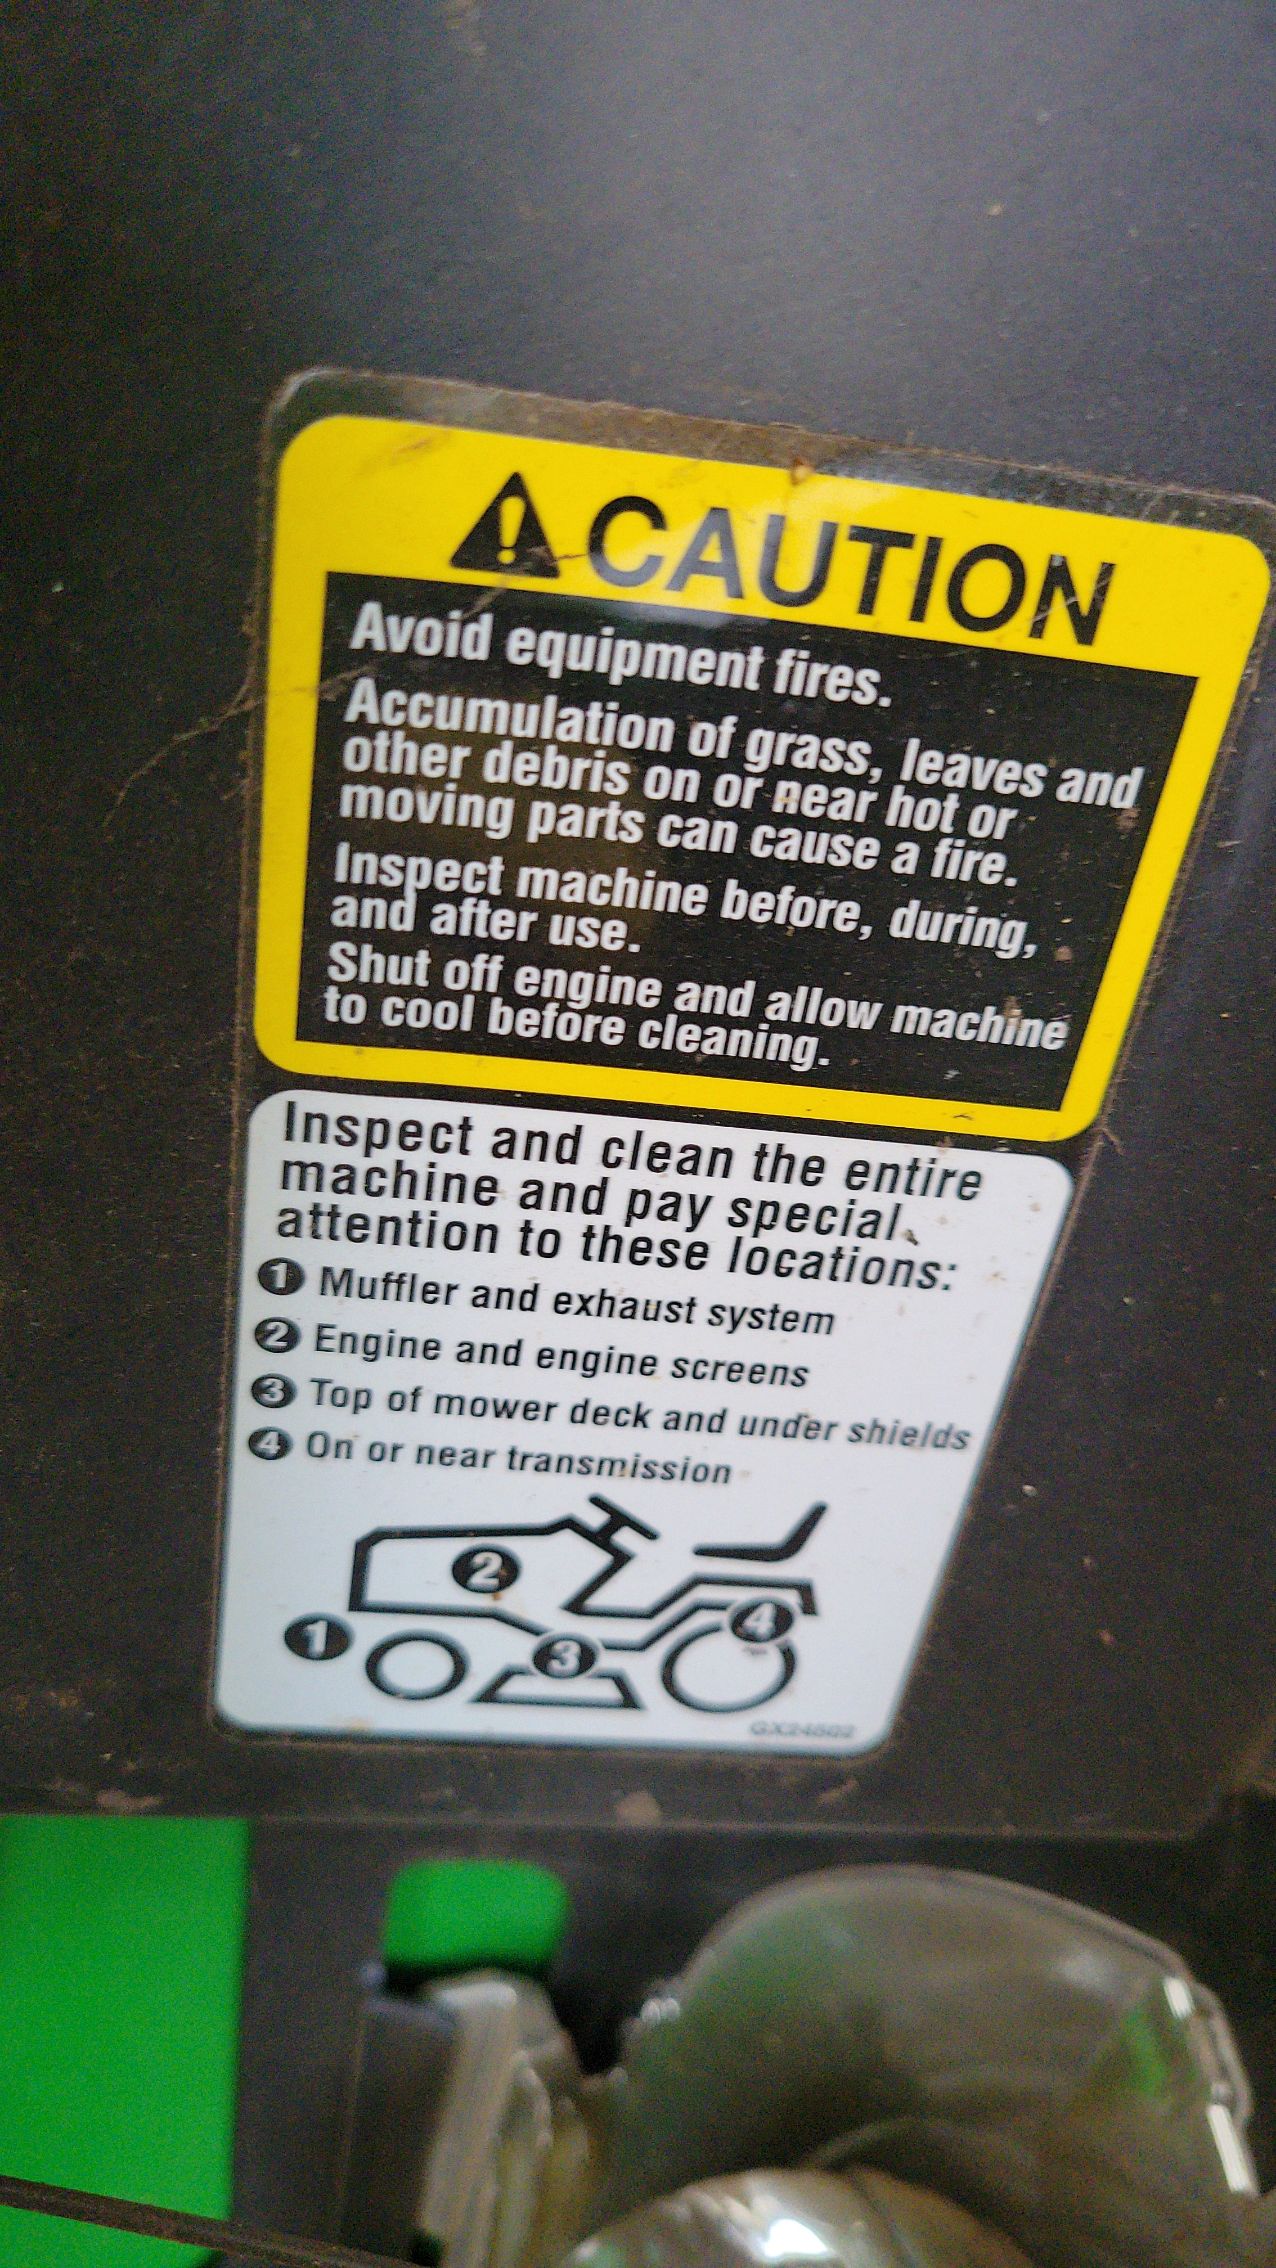 CAUTION
Avoid equipment fires.
Accumulation of grass, leaves and
other debris on or near hot or
moving parts can cause a fire.
Inspect machine before, during,
and after use.
Shut off engine and allow machine
to cool before cleaning.
Inspect and clean the entire
machine and pay special
attention to these locations:
1 Muffler and exhaust system
2 Engine and engine screens
3 Top of mower deck and under shields
4 On or near transmission
2
1 3 4